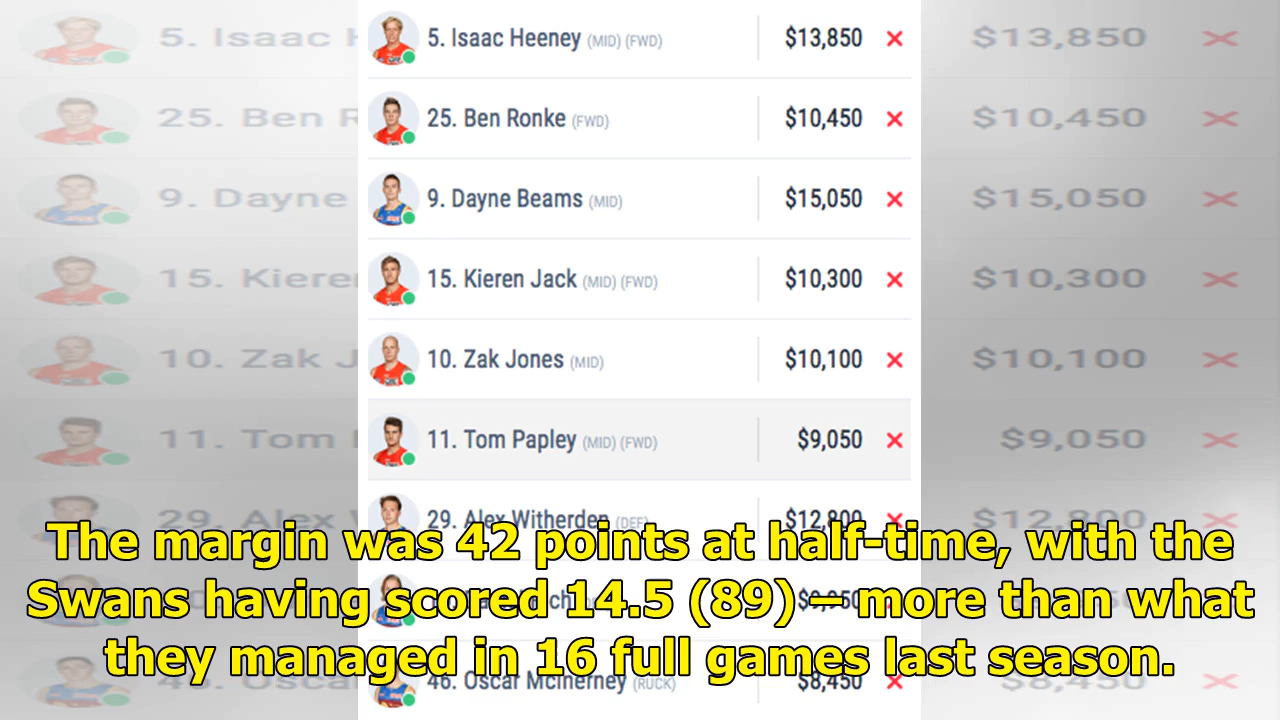 5. Isaac Heeney (MID) (FWD) $13,850 ×
25. Ben Ronke (FWD) $10,450 ×
9. Dayne Beams (MID) $15,050 ×
15. Kieren Jack (MID) (FWD) $10,300 ×
10. Zak Jones (MID) $10,100 ×
11. Tom Papley (MID) (FWD) $9,050 ×
29. Alex Witherden (DEF) $12,800 ×
46. Oscar McInerney (RUCK) $8,450 ×
The margin was 42 points at half-time, with the
Swans having scored 14.5 (89) — more than what
they managed in 16 full games last season.